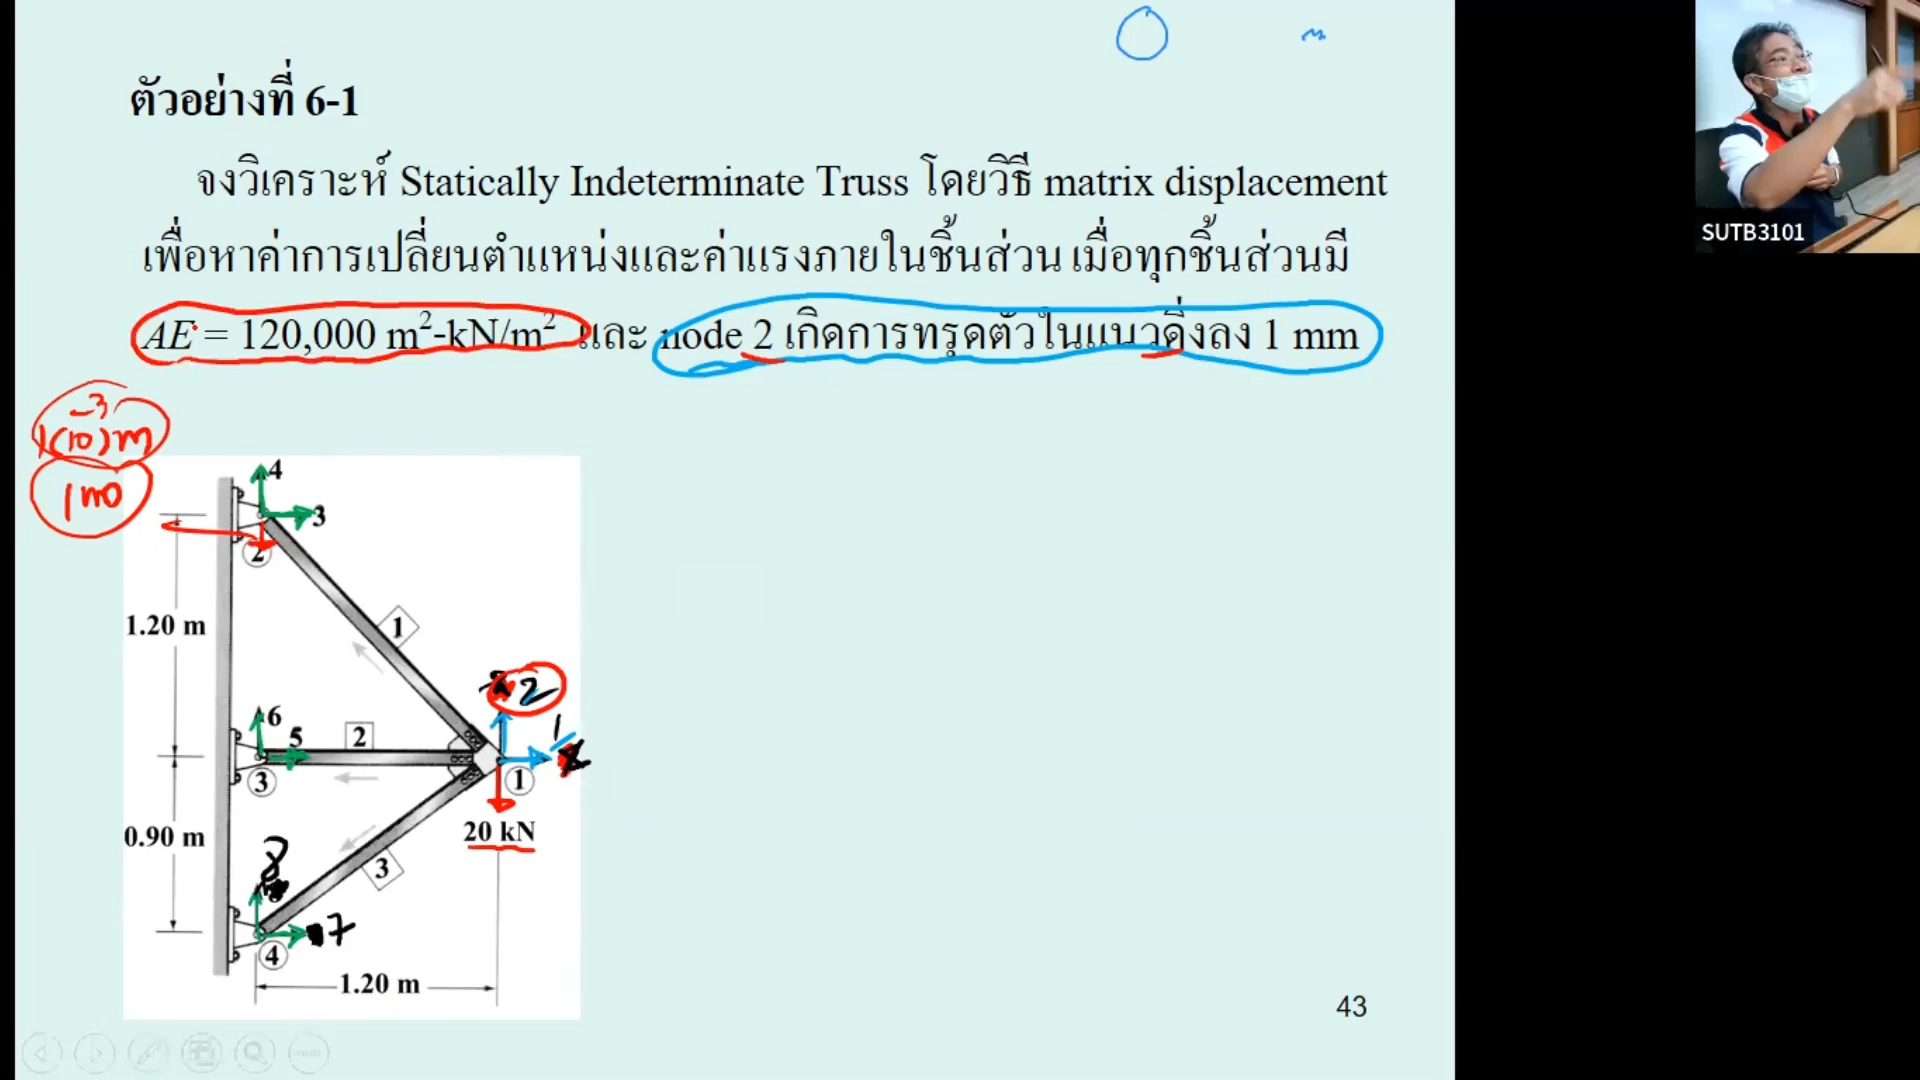 ตัวอย่างที่ 6-1
จงวิเคราะห์ Statically Indeterminate Truss โดยวิธี matrix displacement
เพื่อหาค่าการเปลี่ยนตำแหน่งและค่าแรงภายในชิ้นส่วน เมื่อทุกชิ้นส่วนมี
AE = 120,000 m²-kN/m² และ node 2 เกิดการทรุดตัวในแนวดิ่งลง 1 mm
SUTB3101
1(10)⁻³m
4
3
2
1.20 m
1
2
1
6
5
2
3
1
0.90 m
20 kN
8
3
7
4
1.20 m
43